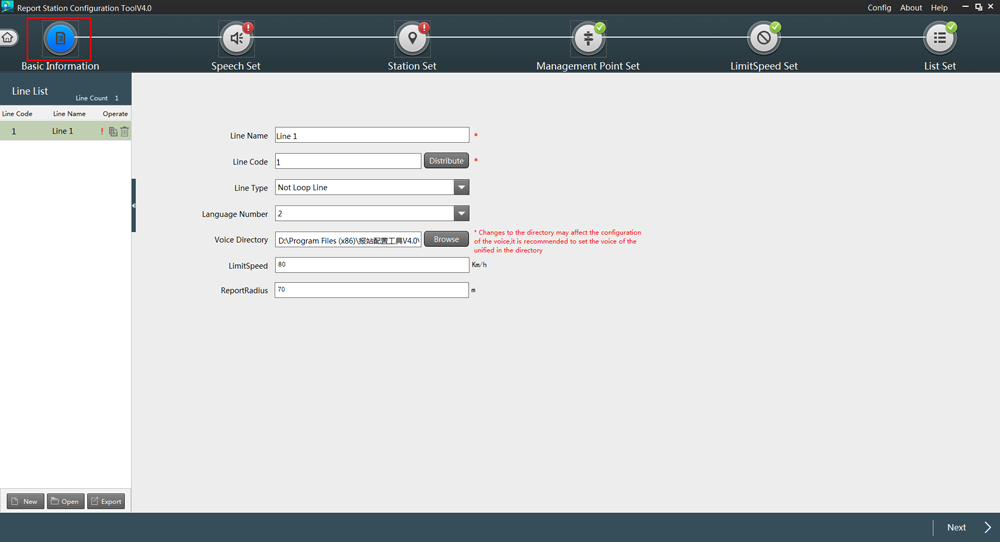 Report Station Configuration ToolV4.0
Config About Help
Basic Information
Speech Set
Station Set
Management Point Set
LimitSpeed Set
List Set
Line List
Line Count 1
Line Code Line Name Operate
1 Line 1 !
Line Name Line 1 *
Line Code 1 Distribute *
Line Type Not Loop Line
Language Number 2
Voice Directory D:\Program Files (x86)\报站配置工具V4.0\ Browse
* Changes to the directory may affect the configuration
of the voice,it is recommended to set the voice of the
unified in the directory
LimitSpeed 80 Km/h
ReportRadius 70 m
New Open Export
Next